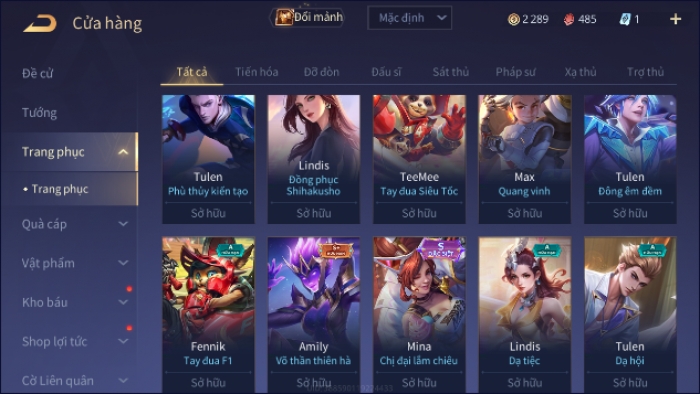 Cửa hàng
Đổi mảnh
Mặc định
2 289
485
1
Đề cử
Tướng
Trang phục
• Trang phục
Quà cáp
Vật phẩm
Kho báu
Shop lợi tức
Cờ Liên quân
Tất cả
Tiến hóa
Đỡ đòn
Đấu sĩ
Sát thủ
Pháp sư
Xạ thủ
Trợ thủ
Tulen
Phù thủy kiến tạo
Sở hữu
Lindis
Đồng phục
Shihakusho
Sở hữu
TeeMee
Tay đua Siêu Tốc
Sở hữu
Max
Quang vinh
Sở hữu
Tulen
Đông êm đềm
Sở hữu
A
Fennik
Tay đua F1
Sở hữu
S+
Amily
Võ thần thiên hà
Sở hữu
S
Mina
Chị đại lắm chiêu
Sở hữu
A
Lindis
Dạ tiệc
Sở hữu
A
Tulen
Dạ hội
Sở hữu